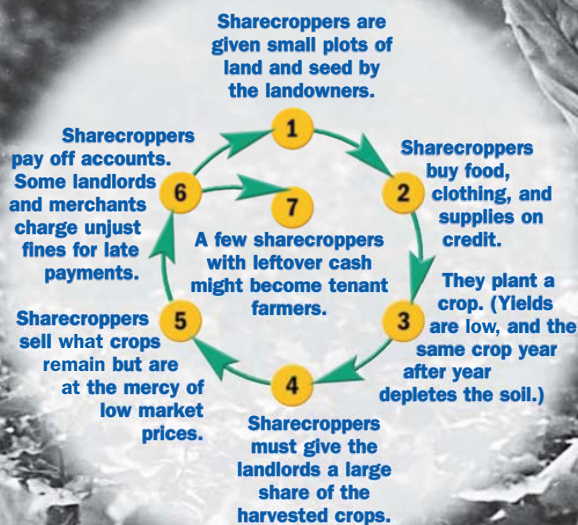 Sharecroppers are
given small plots of
land and seed by
the landowners.
1
Sharecroppers
buy food,
clothing, and
supplies on
credit.
2
They plant a
crop. (Yields
are low, and the
same crop year
after year
depletes the soil.)
3
4
Sharecroppers
must give the
landlords a large
share of the
harvested crops.
5
Sharecroppers
sell what crops
remain but are
at the mercy of
low market
prices.
6
Sharecroppers
pay off accounts.
Some landlords
and merchants
charge unjust
fines for late
payments.
7
A few sharecroppers
with leftover cash
might become tenant
farmers.